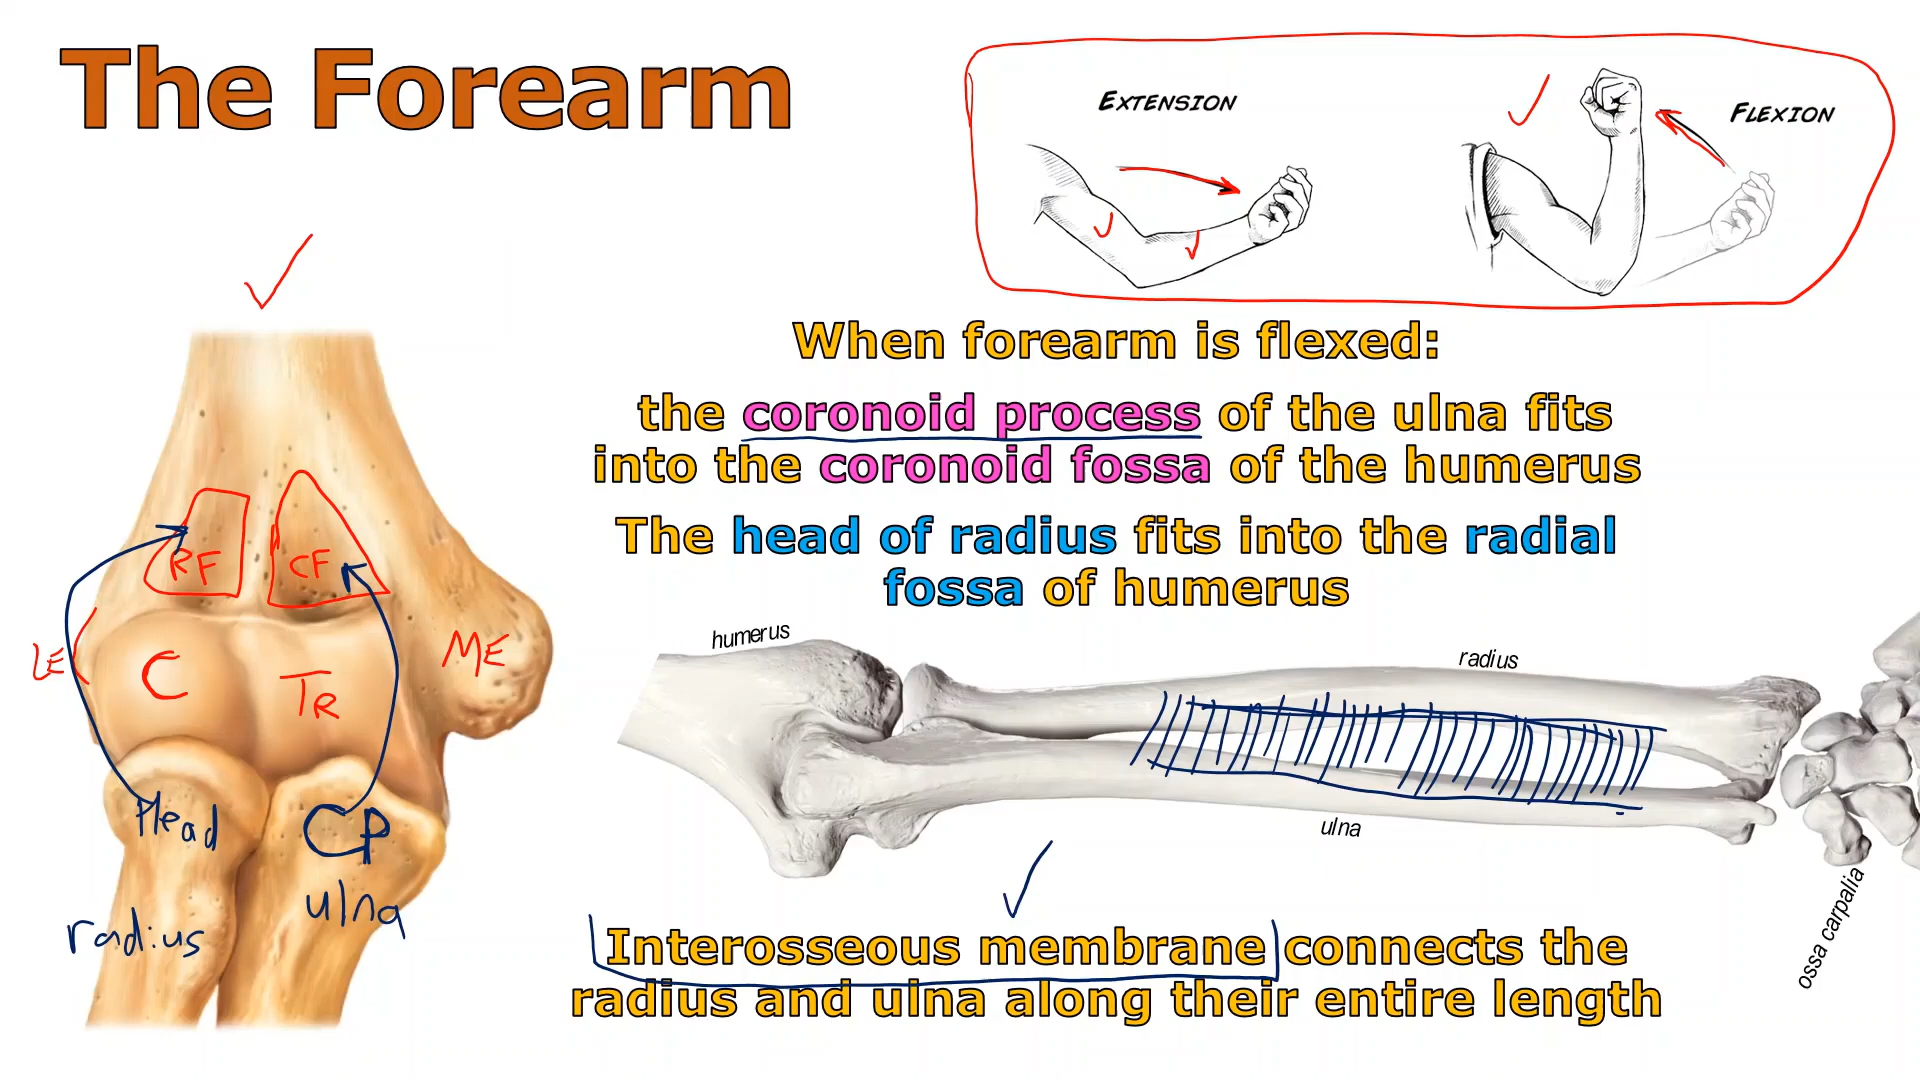 The Forearm
EXTENSION
FLEXION
When forearm is flexed:
the coronoid process of the ulna fits
into the coronoid fossa of the humerus
The head of radius fits into the radial
fossa of humerus
RF
CF
LE
C
TR
ME
Head
CP
radius
ulna
humerus
radius
ulna
ossa carpalia
Interosseous membrane connects the
radius and ulna along their entire length